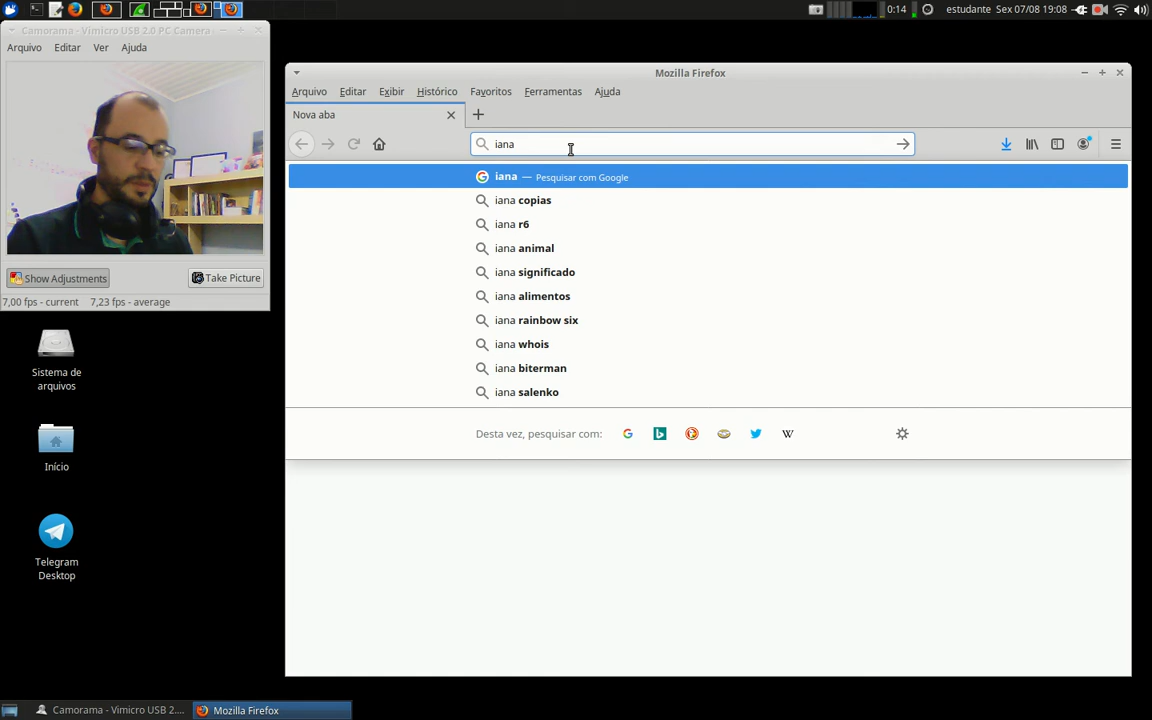 0:14 estudante Sex 07/08 19:08
Camorama - Vimicro USB 2.0 PC Camera
Arquivo Editar Ver Ajuda
Show Adjustments Take Picture
7,00 fps - current 7,23 fps - average
Sistema de
arquivos
Início
Telegram
Desktop
Mozilla Firefox
Arquivo Editar Exibir Histórico Favoritos Ferramentas Ajuda
Nova aba
iana
iana — Pesquisar com Google
iana copias
iana r6
iana animal
iana significado
iana alimentos
iana rainbow six
iana whois
iana biterman
iana salenko
Desta vez, pesquisar com:
Camorama - Vimicro USB 2.... Mozilla Firefox